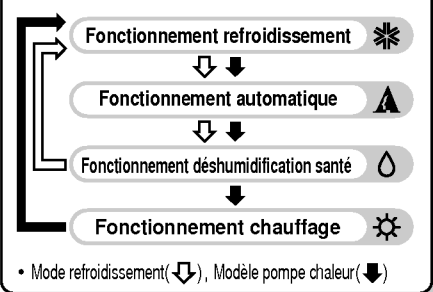 Fonctionnement refroidissement
Fonctionnement automatique
Fonctionnement déshumidification santé
Fonctionnement chauffage
• Mode refroidissement( ), Modèle pompe chaleur( )